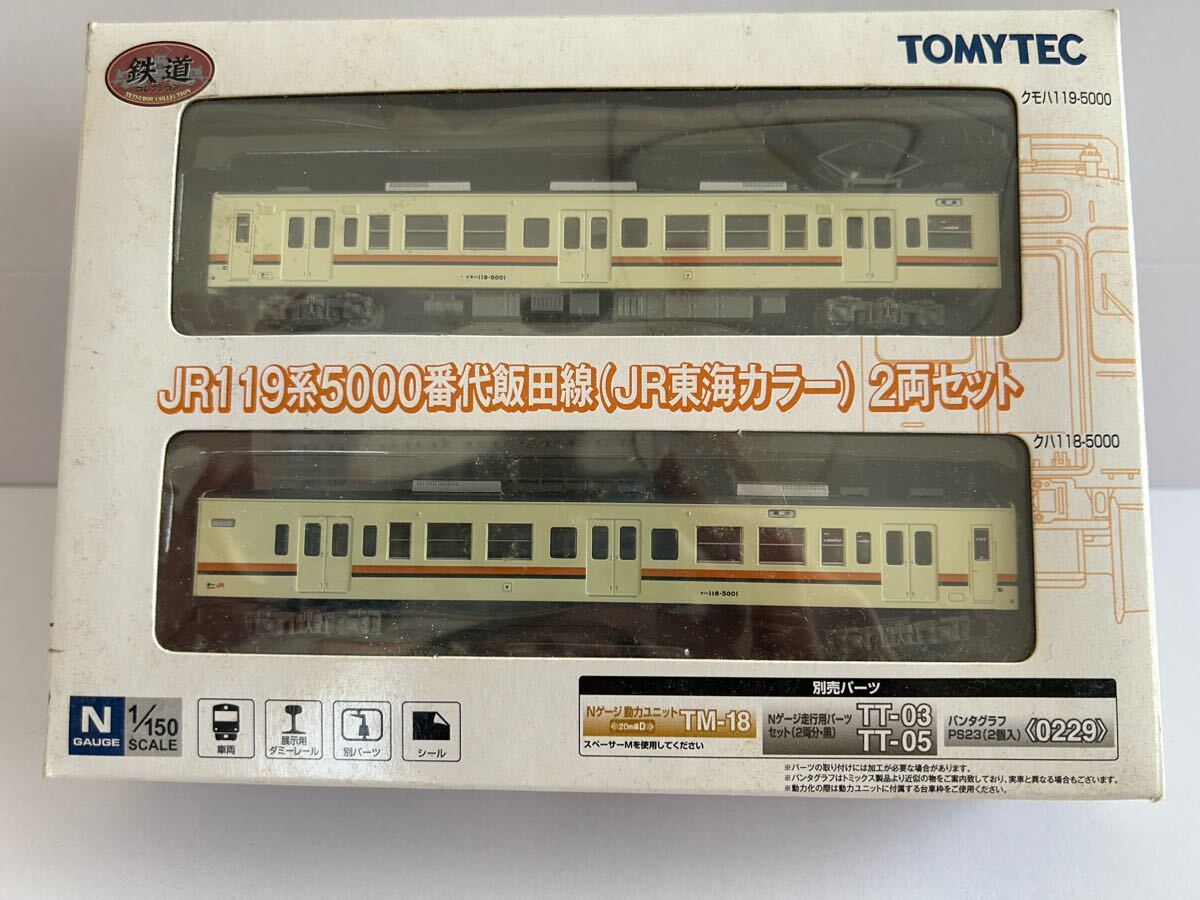 鉄道
コレクション
TETSUDOU COLLECTION
TOMYTEC
クモハ119-5000
クモハ119-5001
JR119系5000番代飯田線(JR東海カラー) 2両セット
クハ118-5000
JR
クハ118-5001
N
GAUGE
1/150
SCALE
車両
展示用
ダミーレール
別パーツ
シール
別売パーツ
Nゲージ動力ユニット
〈20m級D〉
TM-18
スペーサーMを使用してください
Nゲージ走行用パーツ
セット(2両分・黒)
TT-03
TT-05
パンタグラフ
PS23(2個入)
《0229》
※パーツの取り付けには加工が必要な場合があります。
※パンタグラフはトミックス製品より近似の物をご案内致しており、実車と異なる場合もございます。
※動力化の際は動力ユニットに付属する台車枠をご使用ください。